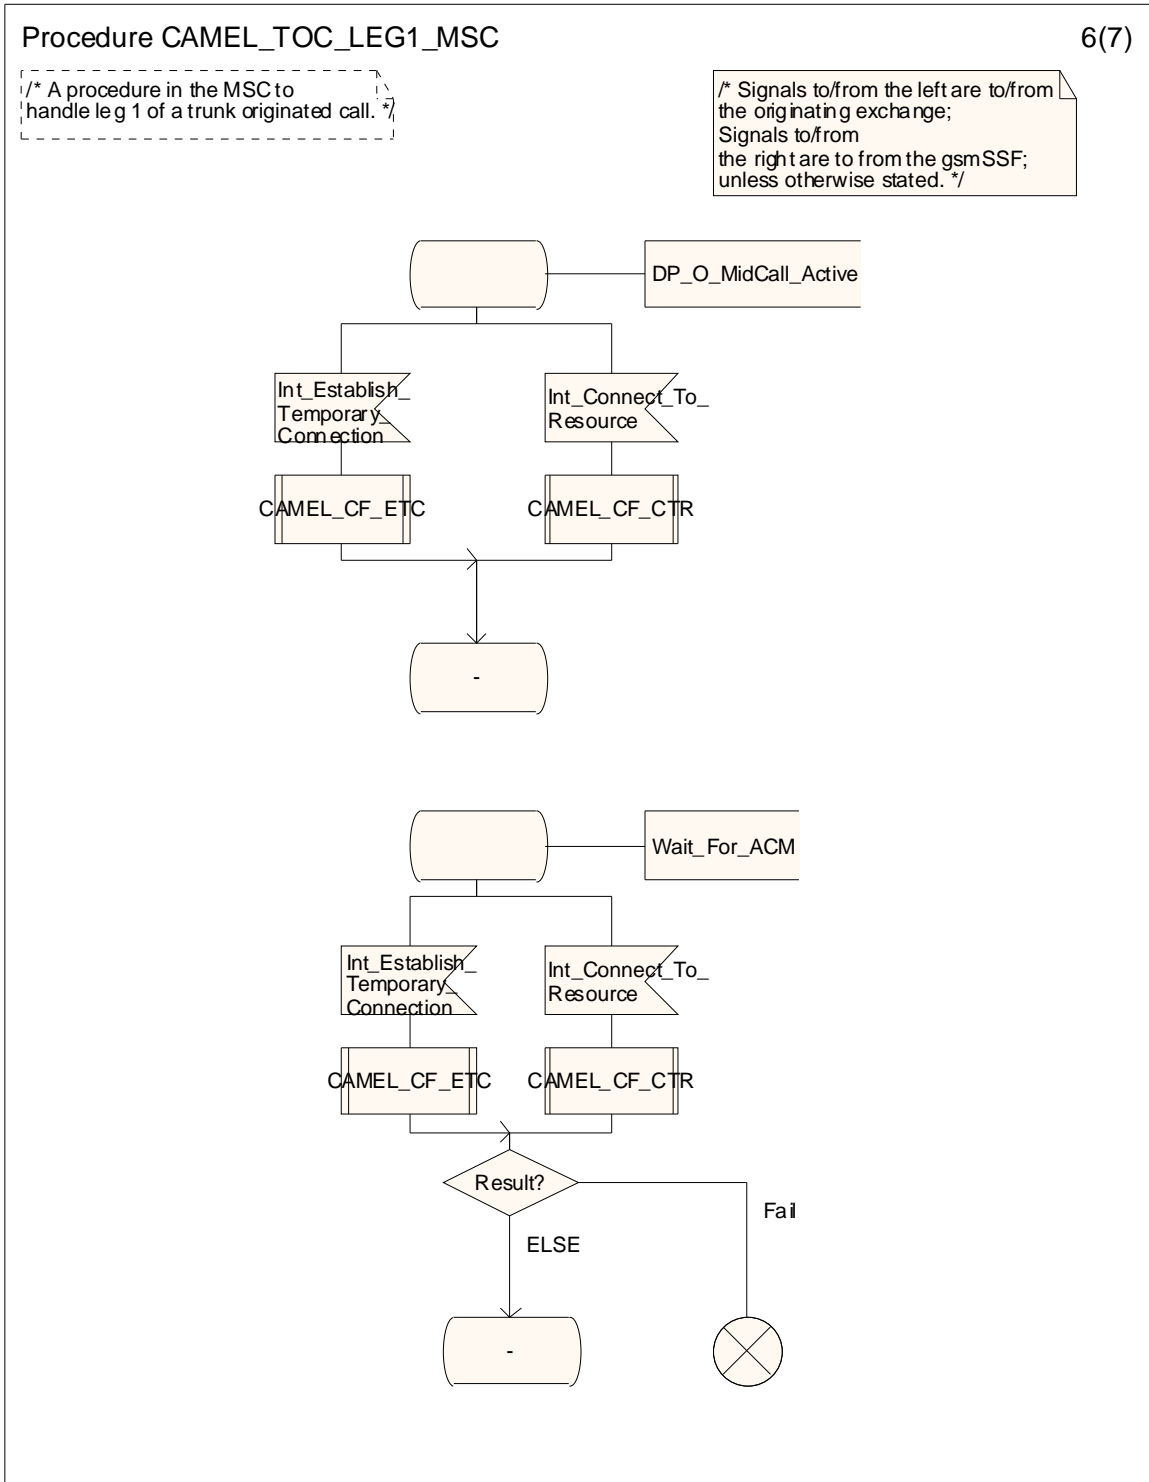 Procedure CAMEL_TOC_LEG1_MSC
6(7)
/* A procedure in the MSC to
handle leg 1 of a trunk originated call. */
/* Signals to/from the left are to/from
the originating exchange;
Signals to/from
the right are to from the gsmSSF;
unless otherwise stated. */
DP_O_MidCall_Active
Int_Establish_
Temporary_
Connection
Int_Connect_To_
Resource
CAMEL_CF_ETC
CAMEL_CF_CTR
-
Wait_For_ACM
Int_Establish_
Temporary_
Connection
Int_Connect_To_
Resource
CAMEL_CF_ETC
CAMEL_CF_CTR
Result?
Fail
ELSE
-